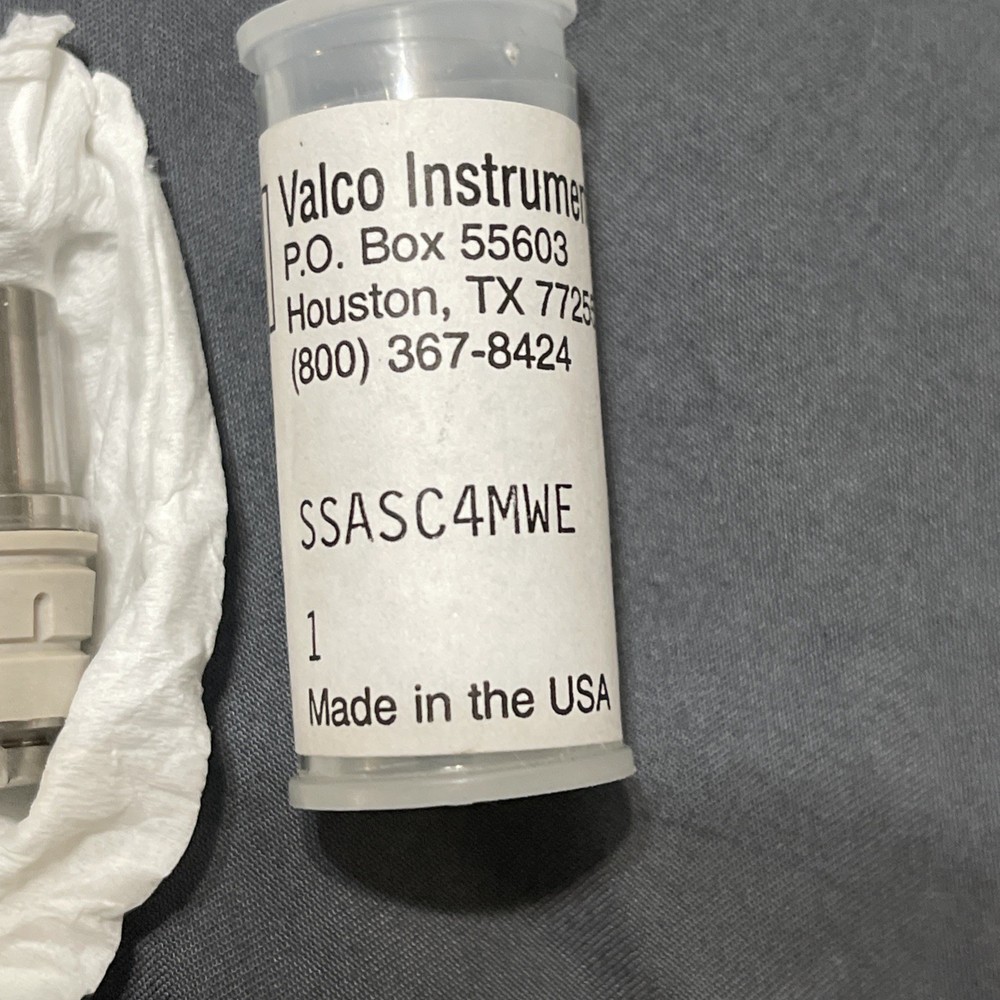 Valco Instrumen
P.O. Box 55603
Houston, TX 7725
(800) 367-8424
SSASC4MWE
1
Made in the USA